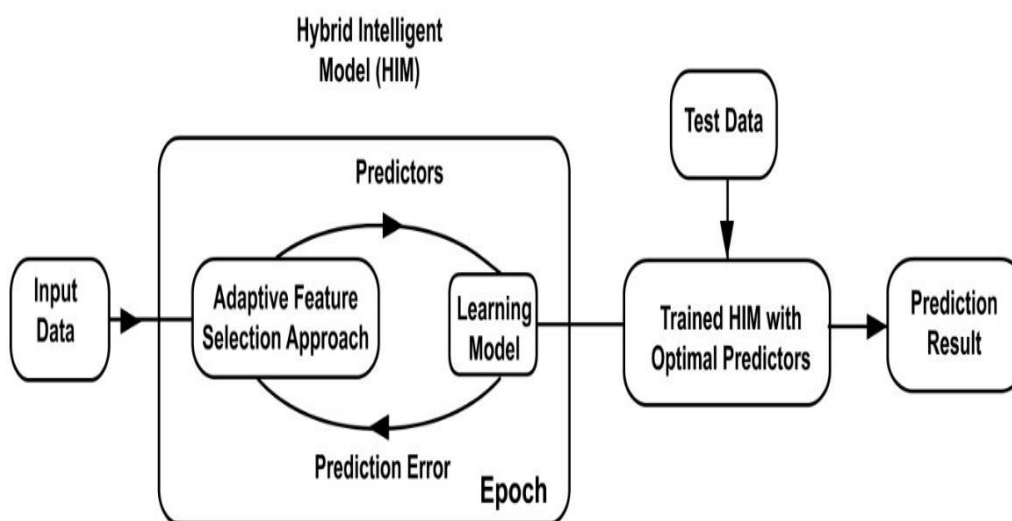 Hybrid Intelligent
Model (HIM)
Test Data
Predictors
Input
Data
Adaptive Feature
Selection Approach
Learning
Model
Trained HIM with
Optimal Predictors
Prediction
Result
Prediction Error
Epoch